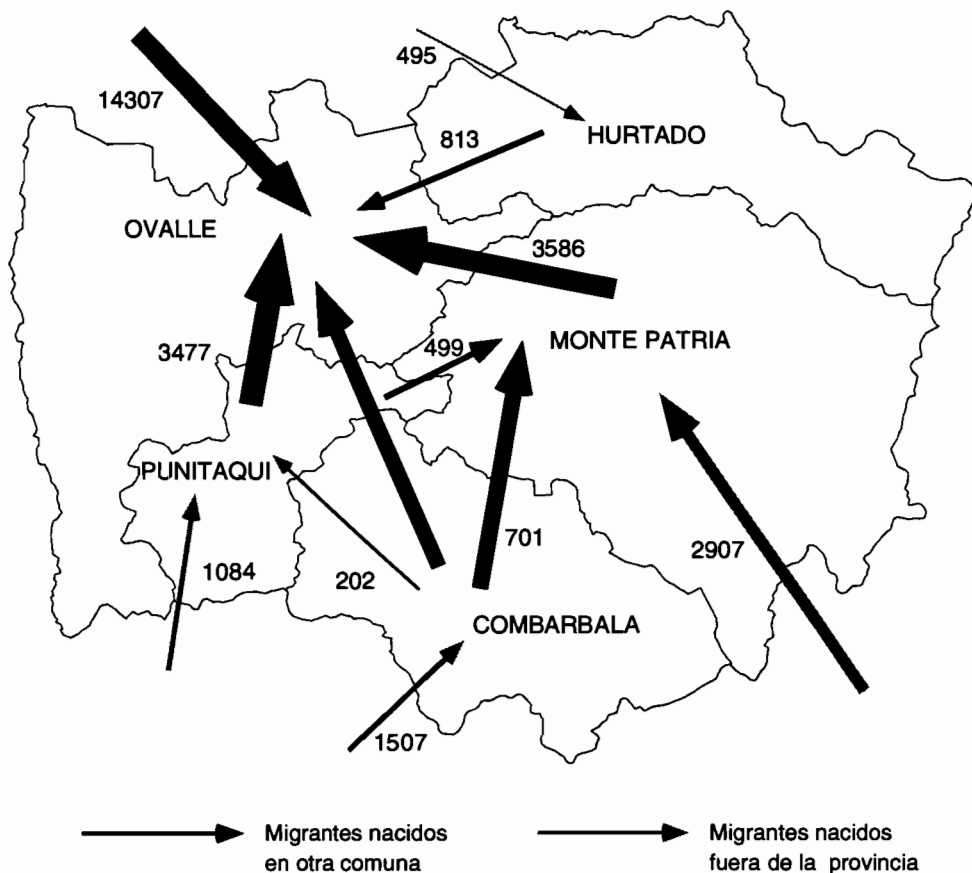 495
14307
813
HURTADO
OVALLE
3586
3477
499
MONTE PATRIA
PUNITAQUI
701
2907
1084
202
COMBARBALA
1507
Migrantes nacidos
en otra comuna
Migrantes nacidos
fuera de la provincia